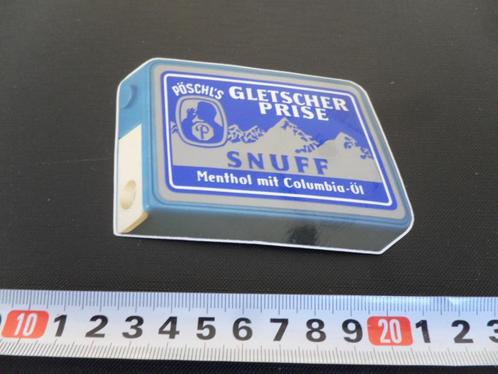 PÖSCHL'S
GLETSCHER
PRISE
P
SNUFF
Menthol mit Columbia-Öl
10 1 2 3 4 5 6 7 8 9 20 1 2 3